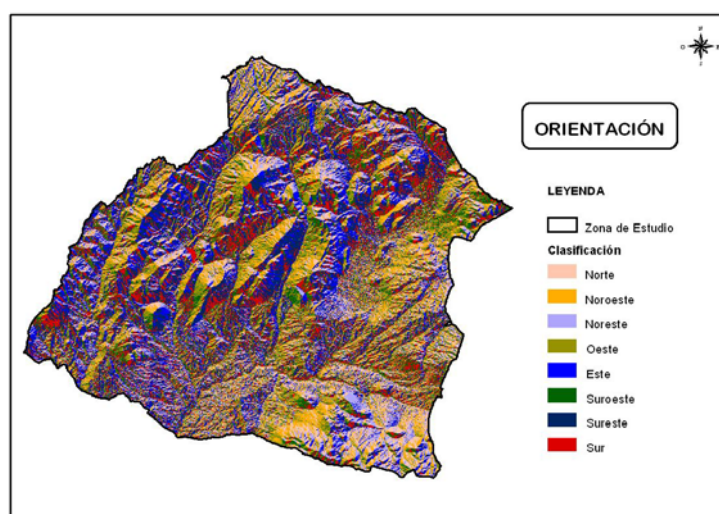 ORIENTACIÓN
LEYENDA
Zona de Estudio
Clasificación
Norte
Noroeste
Noreste
Oeste
Este
Suroeste
Sureste
Sur